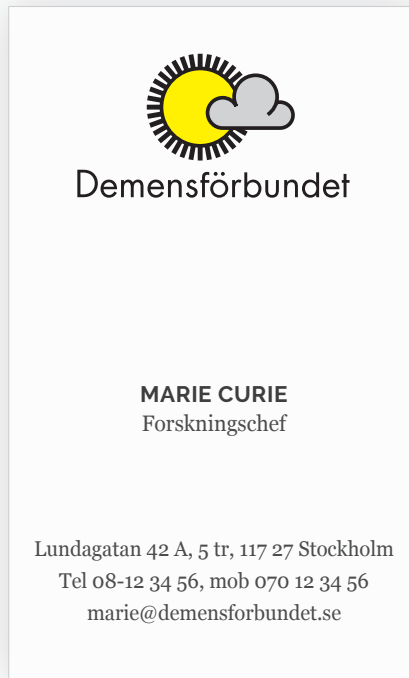 Demensförbundet
MARIE CURIE
Forskningschef
Lundagatan 42 A, 5 tr, 117 27 Stockholm
Tel 08-12 34 56, mob 070 12 34 56
marie@demensforbundet.se